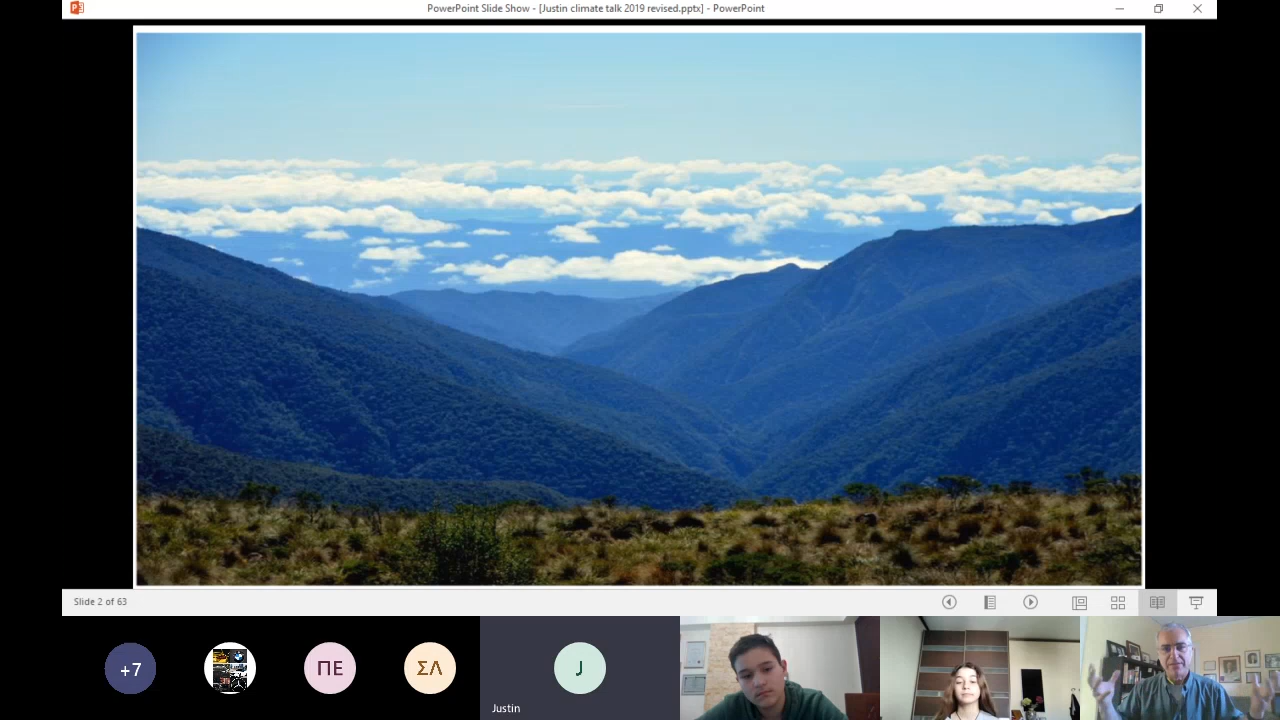 PowerPoint Slide Show - [Justin climate talk 2019 revised.pptx] - PowerPoint
Slide 2 of 63
+7
ΠΕ
ΣΛ
J
Justin